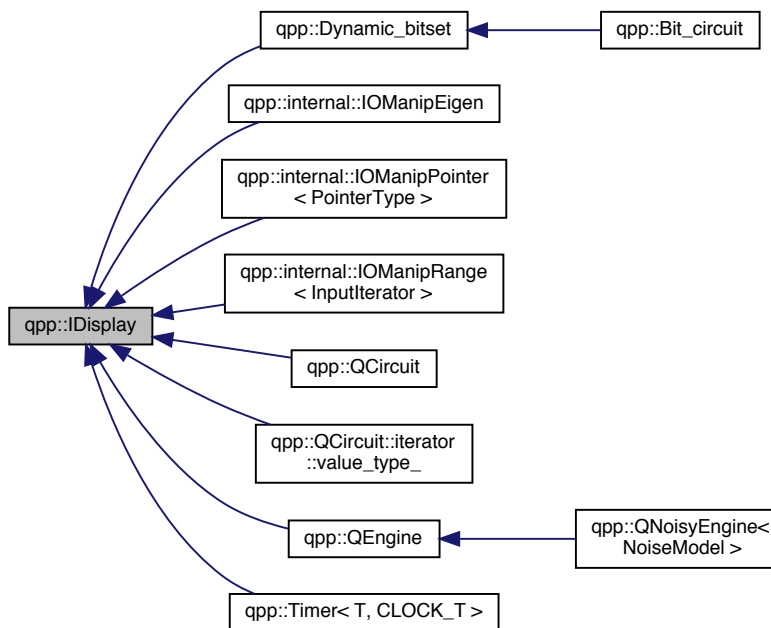 qpp::Dynamic_bitset
qpp::Bit_circuit
qpp::internal::IOManipEigen
qpp::internal::IOManipPointer
< PointerType >
qpp::internal::IOManipRange
< InputIterator >
qpp::IDisplay
qpp::QCircuit
qpp::QCircuit::iterator
::value_type_
qpp::QEngine
qpp::QNoisyEngine<
NoiseModel >
qpp::Timer< T, CLOCK_T >